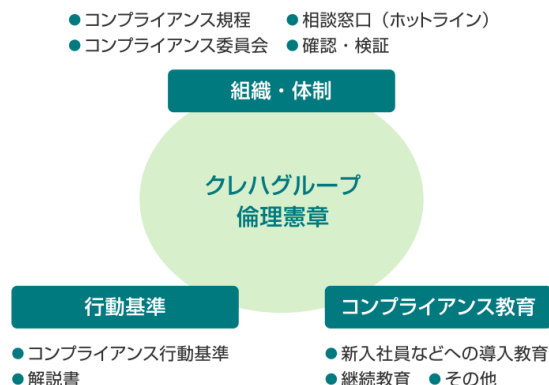 ●コンプライアンス規程 ●相談窓口（ホットライン）
●コンプライアンス委員会 ●確認・検証
組織・体制
クレハグループ
倫理憲章
行動基準
●コンプライアンス行動基準
●解説書
コンプライアンス教育
●新入社員などへの導入教育
●継続教育 ●その他